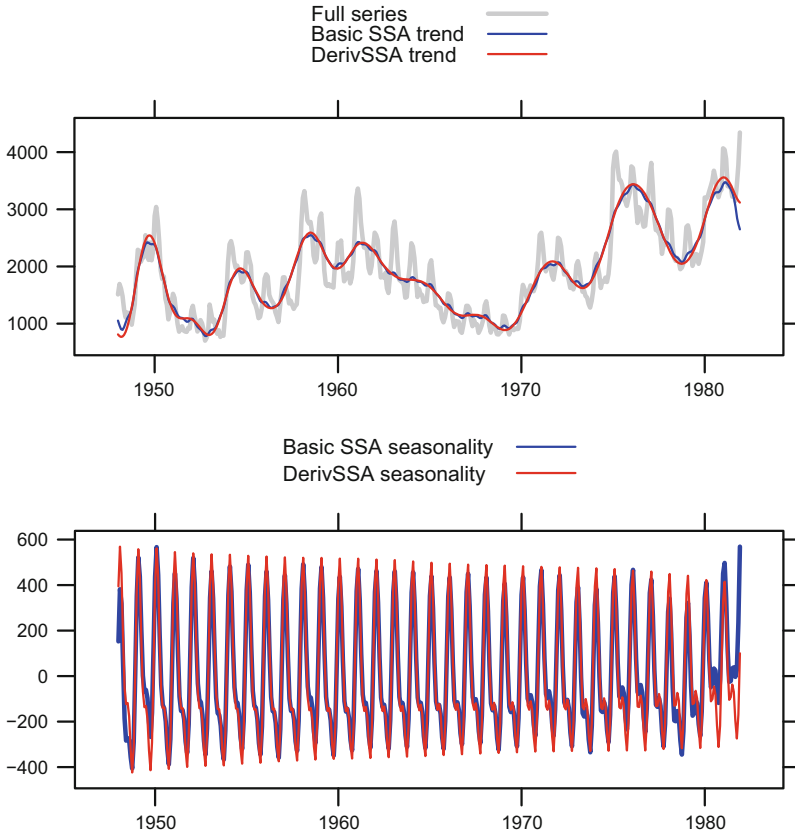 Full series
Basic SSA trend
DerivSSA trend
4000
3000
2000
1000
1950 1960 1970 1980
Basic SSA seasonality
DerivSSA seasonality
600
400
200
0
−200
−400
1950 1960 1970 1980